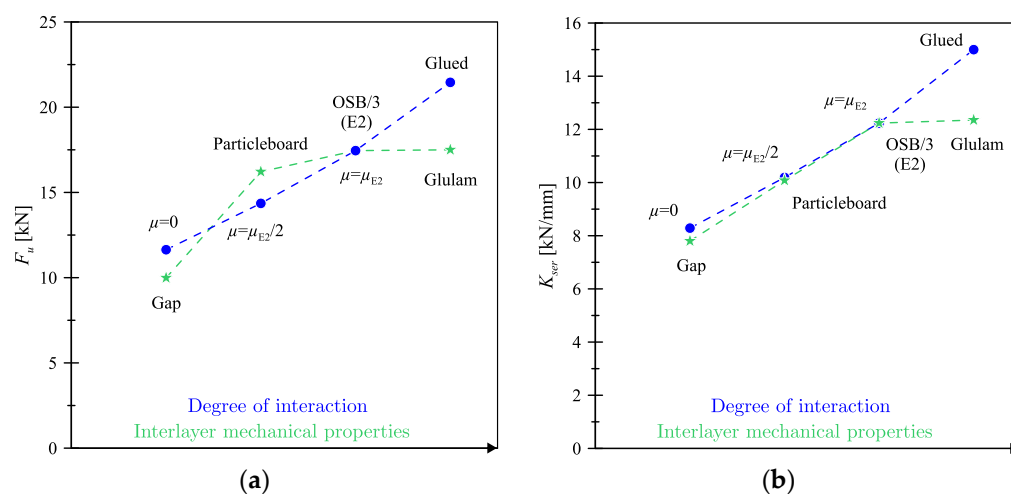 25
20
15
10
5
0
F_u [kN]
μ=0
Gap
Particleboard
μ=μ_E2/2
OSB/3
(E2)
μ=μ_E2
Glued
Glulam
Degree of interaction
Interlayer mechanical properties
(a)
16
14
12
10
8
6
4
2
0
K_ser [kN/mm]
Glued
μ=μ_E2
μ=μ_E2/2
OSB/3
(E2)
Glulam
Particleboard
μ=0
Gap
Degree of interaction
Interlayer mechanical properties
(b)